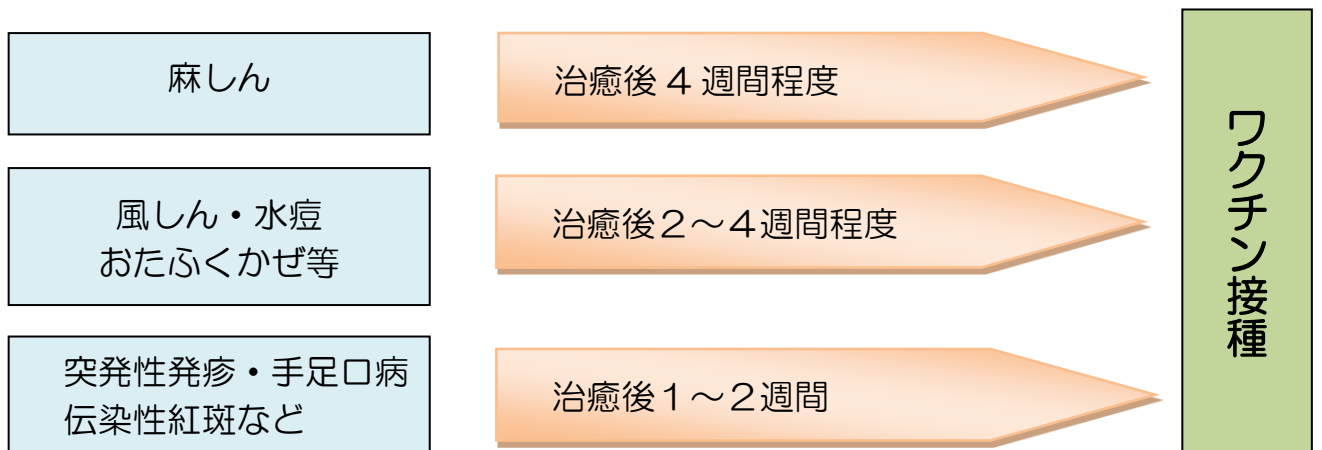 麻しん
治癒後 4 週間程度
風しん・水痘
おたふくかぜ等
治癒後２～４週間程度
突発性発疹・手足口病
伝染性紅斑など
治癒後１～２週間
ワクチン接種